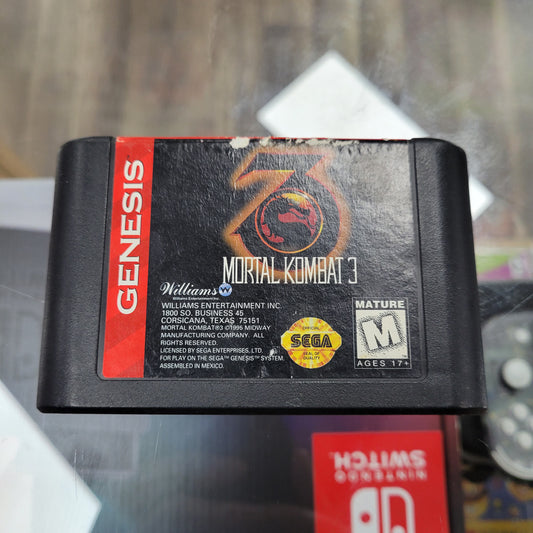 GENESIS
3
MORTAL KOMBAT 3
Williams W
Williams Entertainment Inc.
WILLIAMS ENTERTAINMENT INC.
1800 SO. BUSINESS 45
CORSICANA, TEXAS 75151
MORTAL KOMBAT®3 © 1995 MIDWAY
MANUFACTURING COMPANY. ALL
RIGHTS RESERVED.
LICENSED BY SEGA ENTERPRISES, LTD.
FOR PLAY ON THE SEGA™ GENESIS™ SYSTEM.
ASSEMBLED IN MEXICO.
OFFICIAL
SEGA
SEAL OF
QUALITY
MATURE
M
AGES 17+
NINTENDO
SWITCH